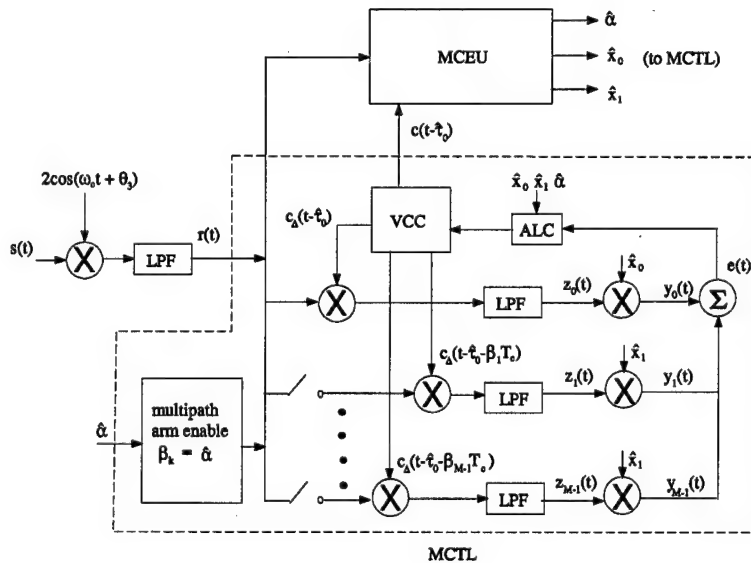 α̂
MCEU
x̂₀ (to MCTL)
x̂₁
c(t-τ̂₀)
2cos(ω₀t + θ₃)
x̂₀ x̂₁ α̂
s(t)
X
LPF
r(t)
c_Δ(t-τ̂₀)
VCC
ALC
e(t)
x̂₀
X
LPF
z₀(t)
X
y₀(t)
Σ
c_Δ(t-τ̂₀-β₁T_c)
x̂₁
X
LPF
z₁(t)
X
y₁(t)
α̂
multipath
arm enable
β_k = α̂
c_Δ(t-τ̂₀-β_{M-1}T_c)
x̂₁
X
LPF
z_{M-1}(t)
X
y_{M-1}(t)
MCTL